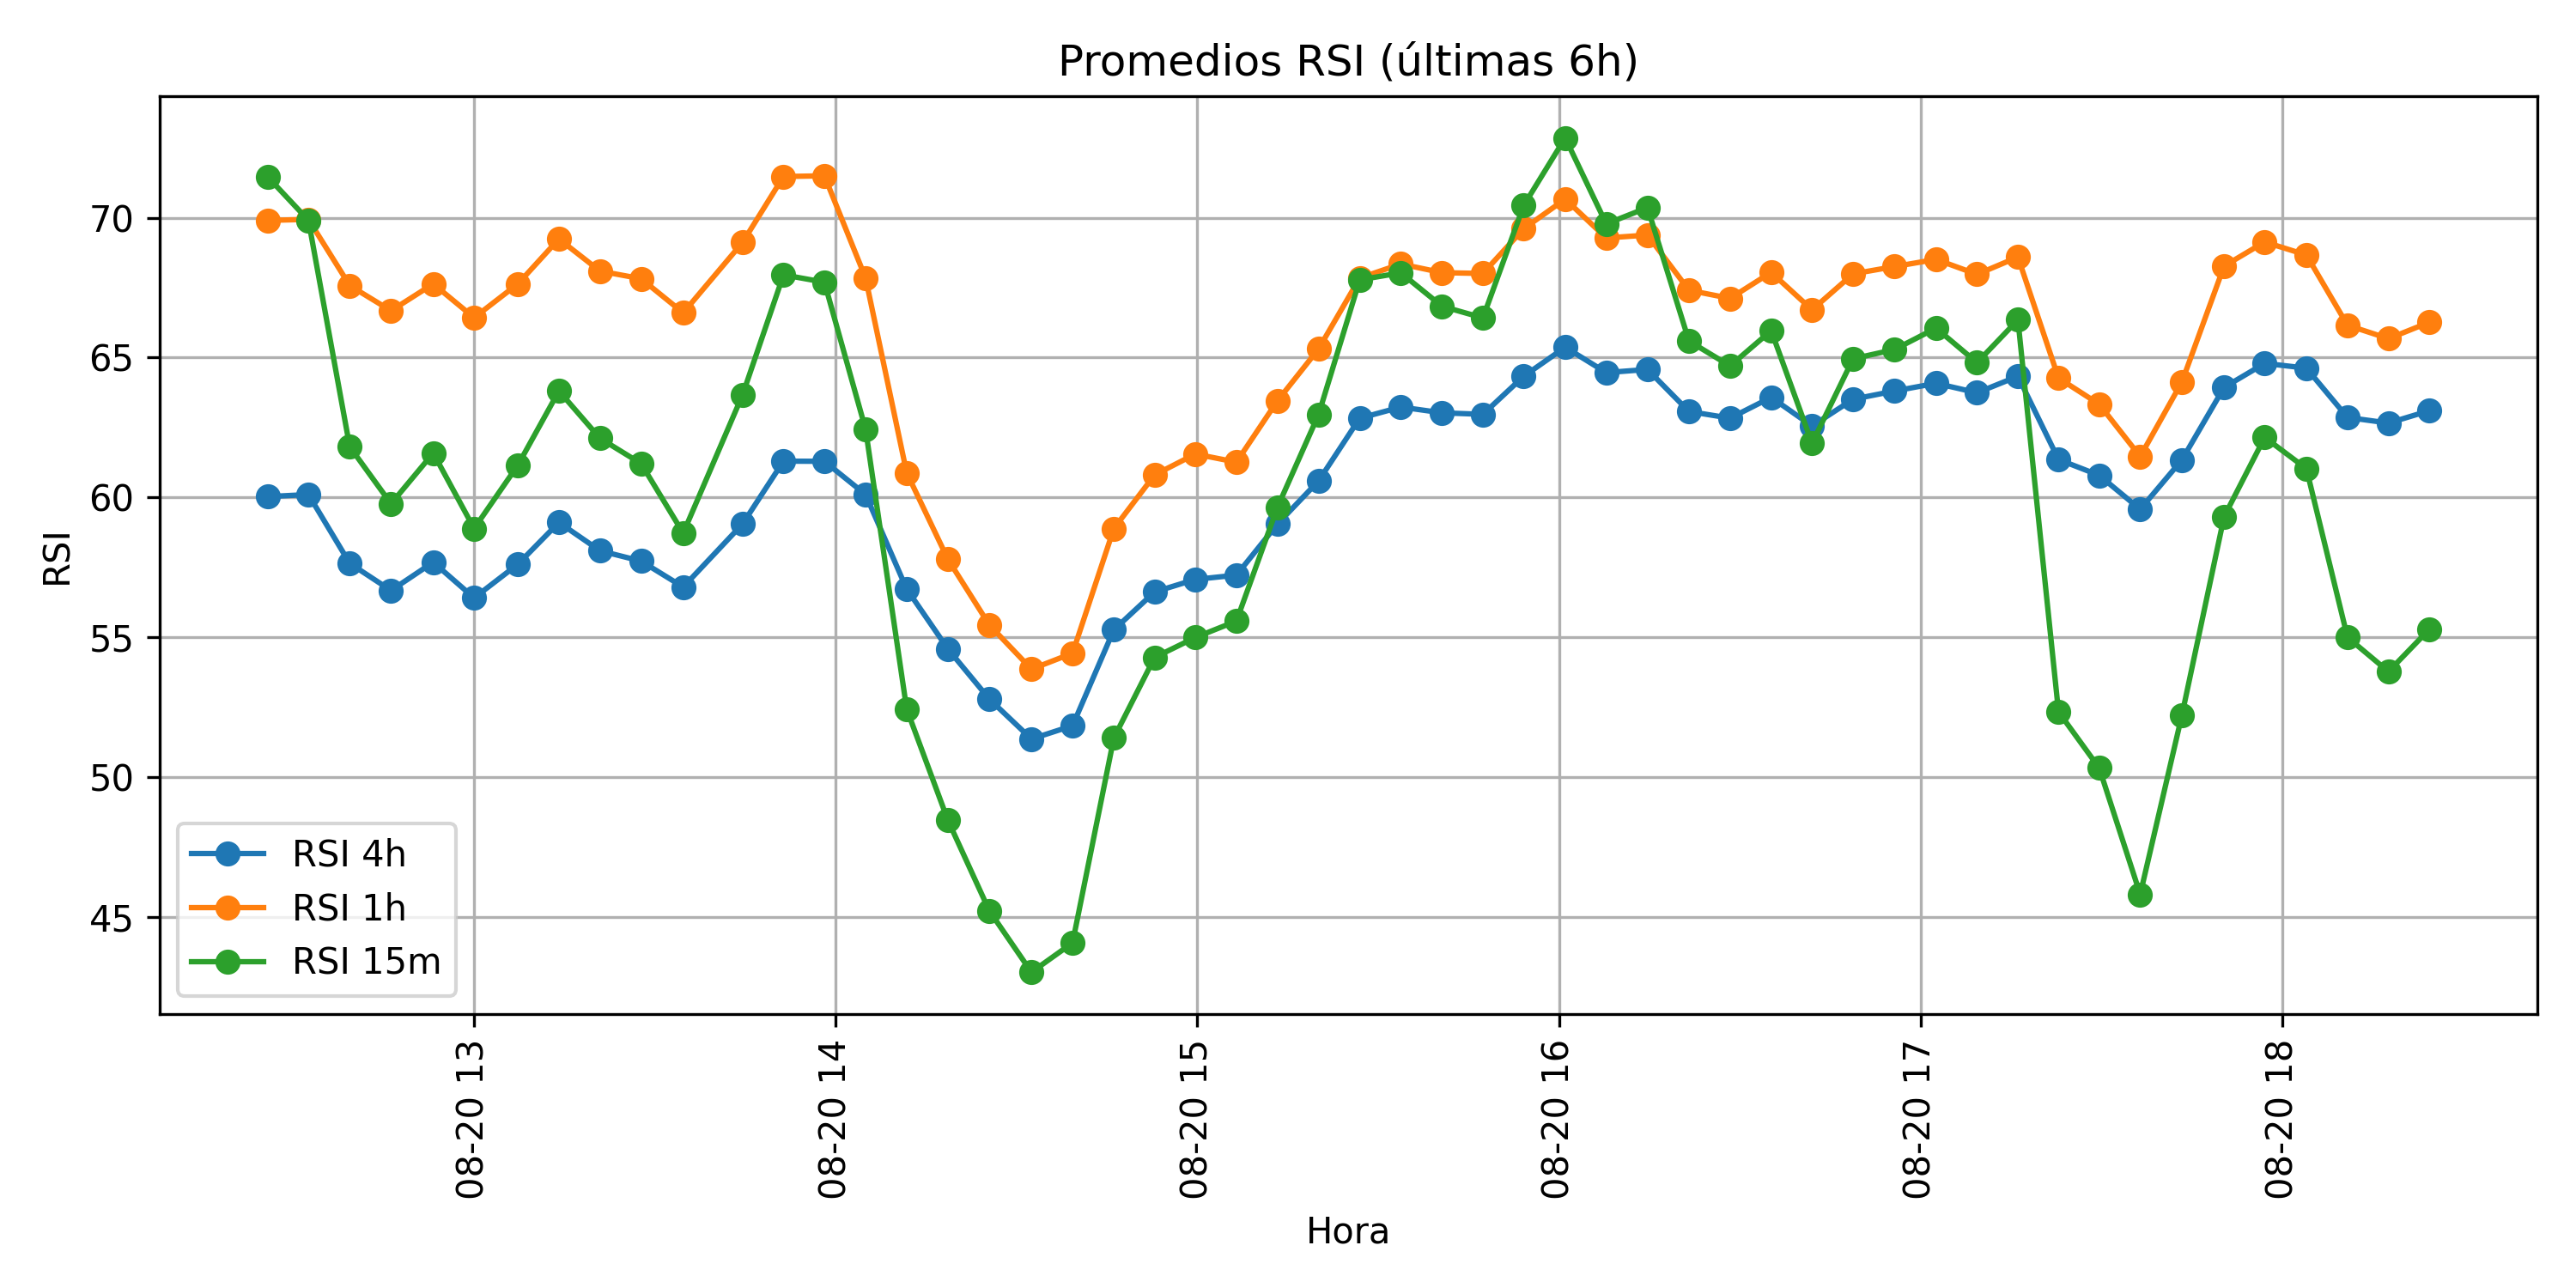 Promedios RSI (últimas 6h)
RSI
70
65
60
55
50
45
RSI 4h
RSI 1h
RSI 15m
08-20 13
08-20 14
08-20 15
08-20 16
08-20 17
08-20 18
Hora